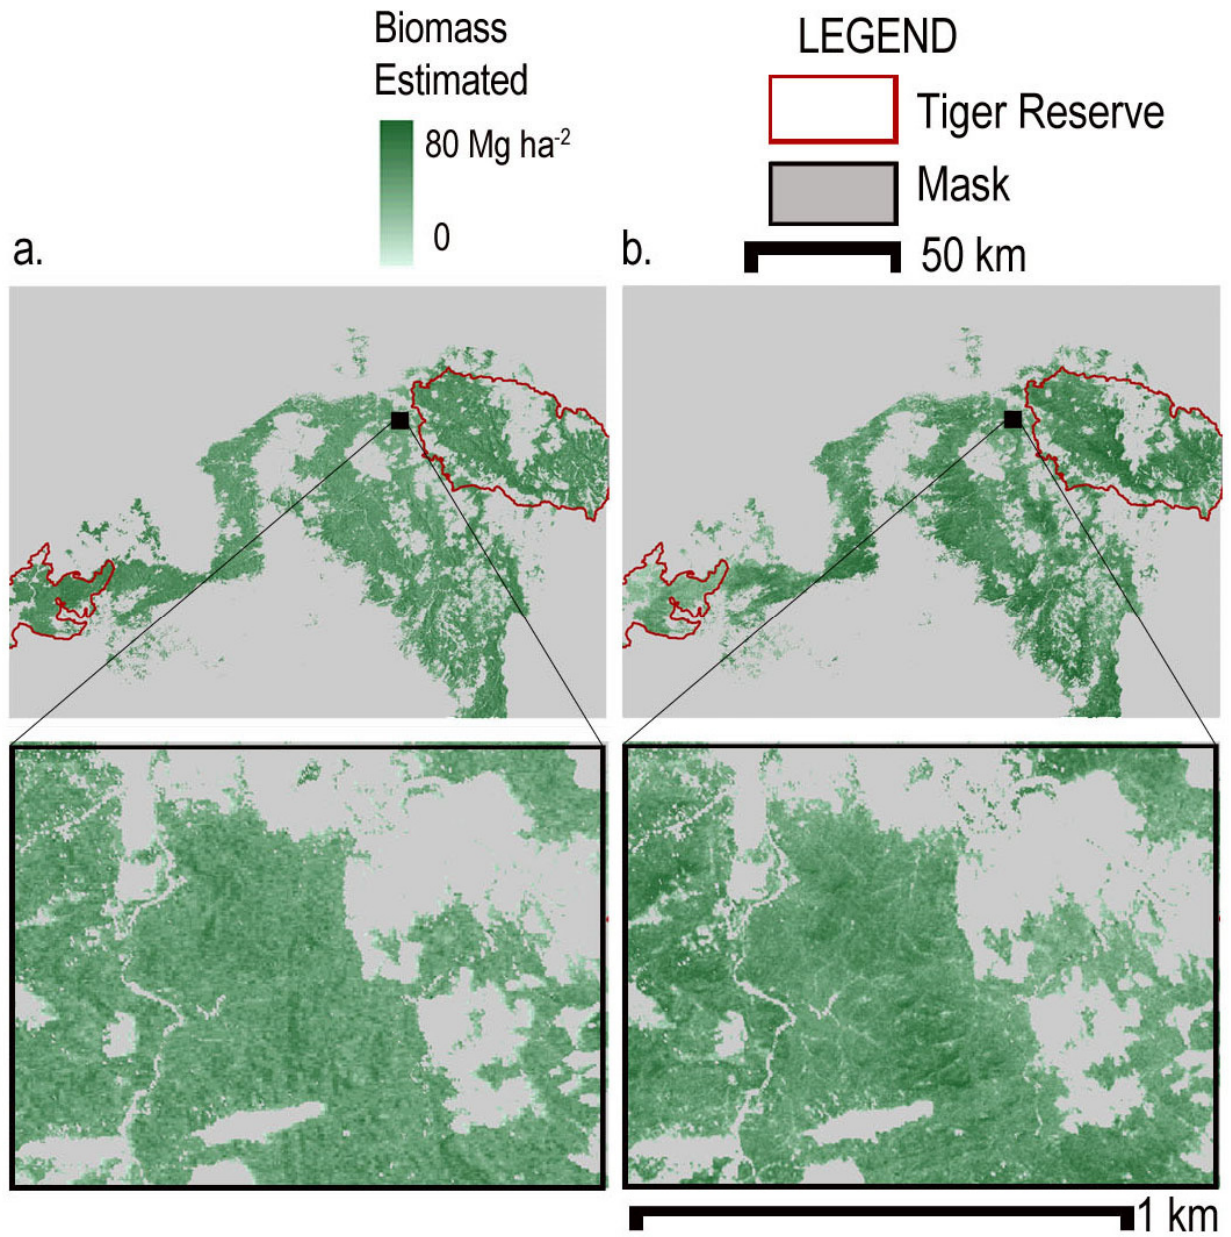 Biomass
Estimated
80 Mg ha⁻²
0
LEGEND
Tiger Reserve
Mask
50 km
a.
b.
1 km